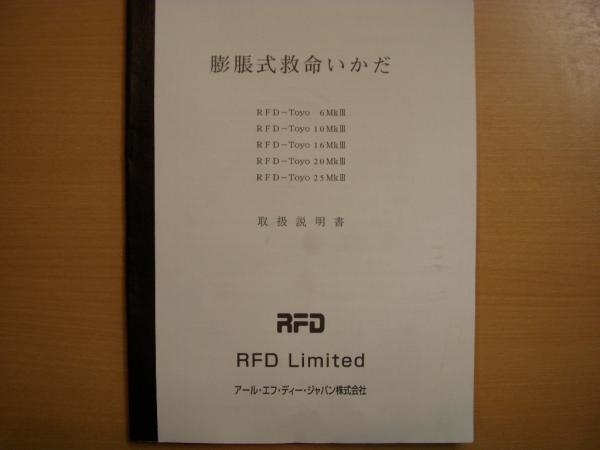 膨脹式救命いかだ
RFD-Toyo 6MkⅢ
RFD-Toyo 10MkⅢ
RFD-Toyo 16MkⅢ
RFD-Toyo 20MkⅢ
RFD-Toyo 25MkⅢ
取扱説明書
RFD
RFD Limited
アール・エフ・ディー・ジャパン株式会社